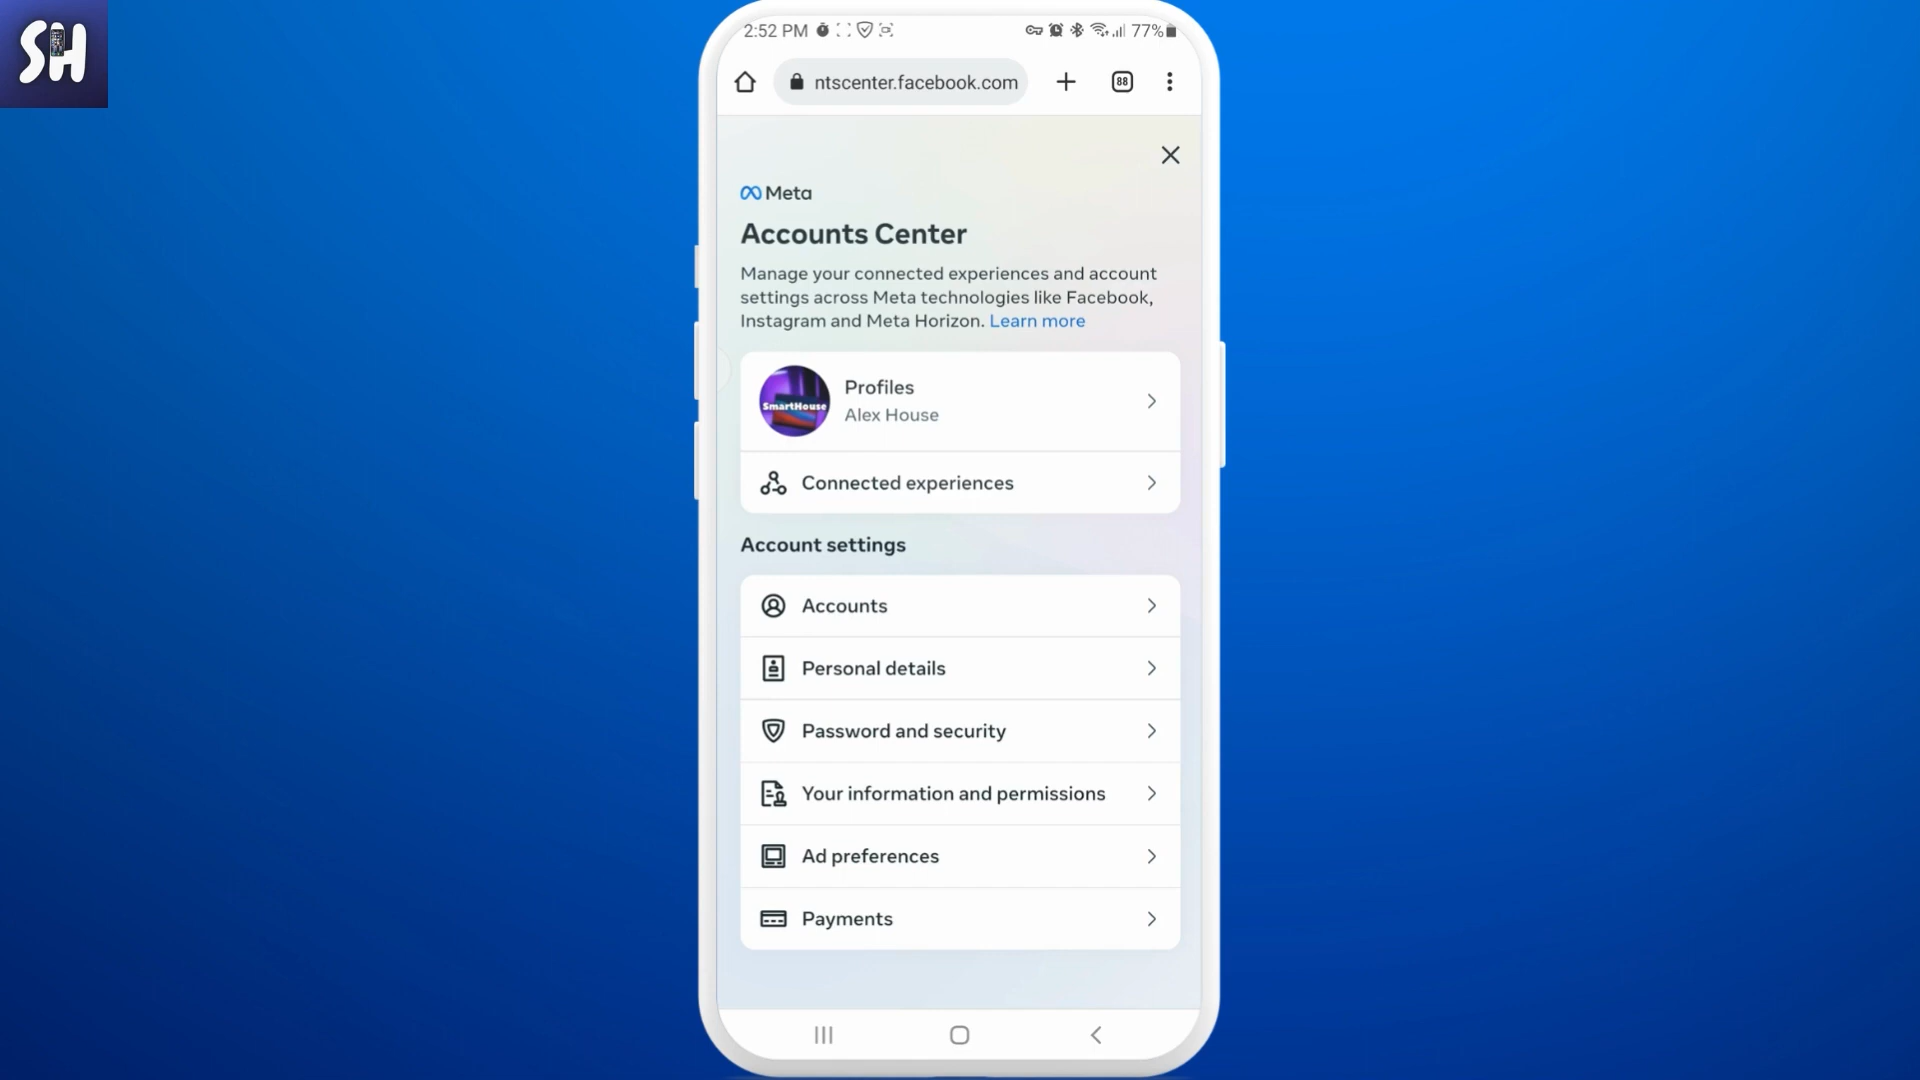 SH
2:52 PM 77%
ntscenter.facebook.com 88
Meta
Accounts Center
Manage your connected experiences and account
settings across Meta technologies like Facebook,
Instagram and Meta Horizon. Learn more
SmartHouse
Profiles
Alex House
Connected experiences
Account settings
Accounts
Personal details
Password and security
Your information and permissions
Ad preferences
Payments